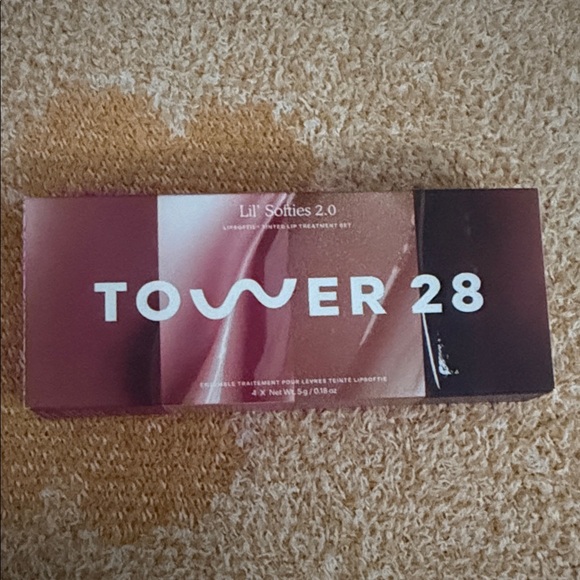 Lil' Softies 2.0
LIPSOFTIE™ TINTED LIP TREATMENT SET
TOWER 28
ENSEMBLE TRAITEMENT POUR LÈVRES TEINTÉ LIPSOFTIE
4 X Net Wt. 5 g / 0.18 oz